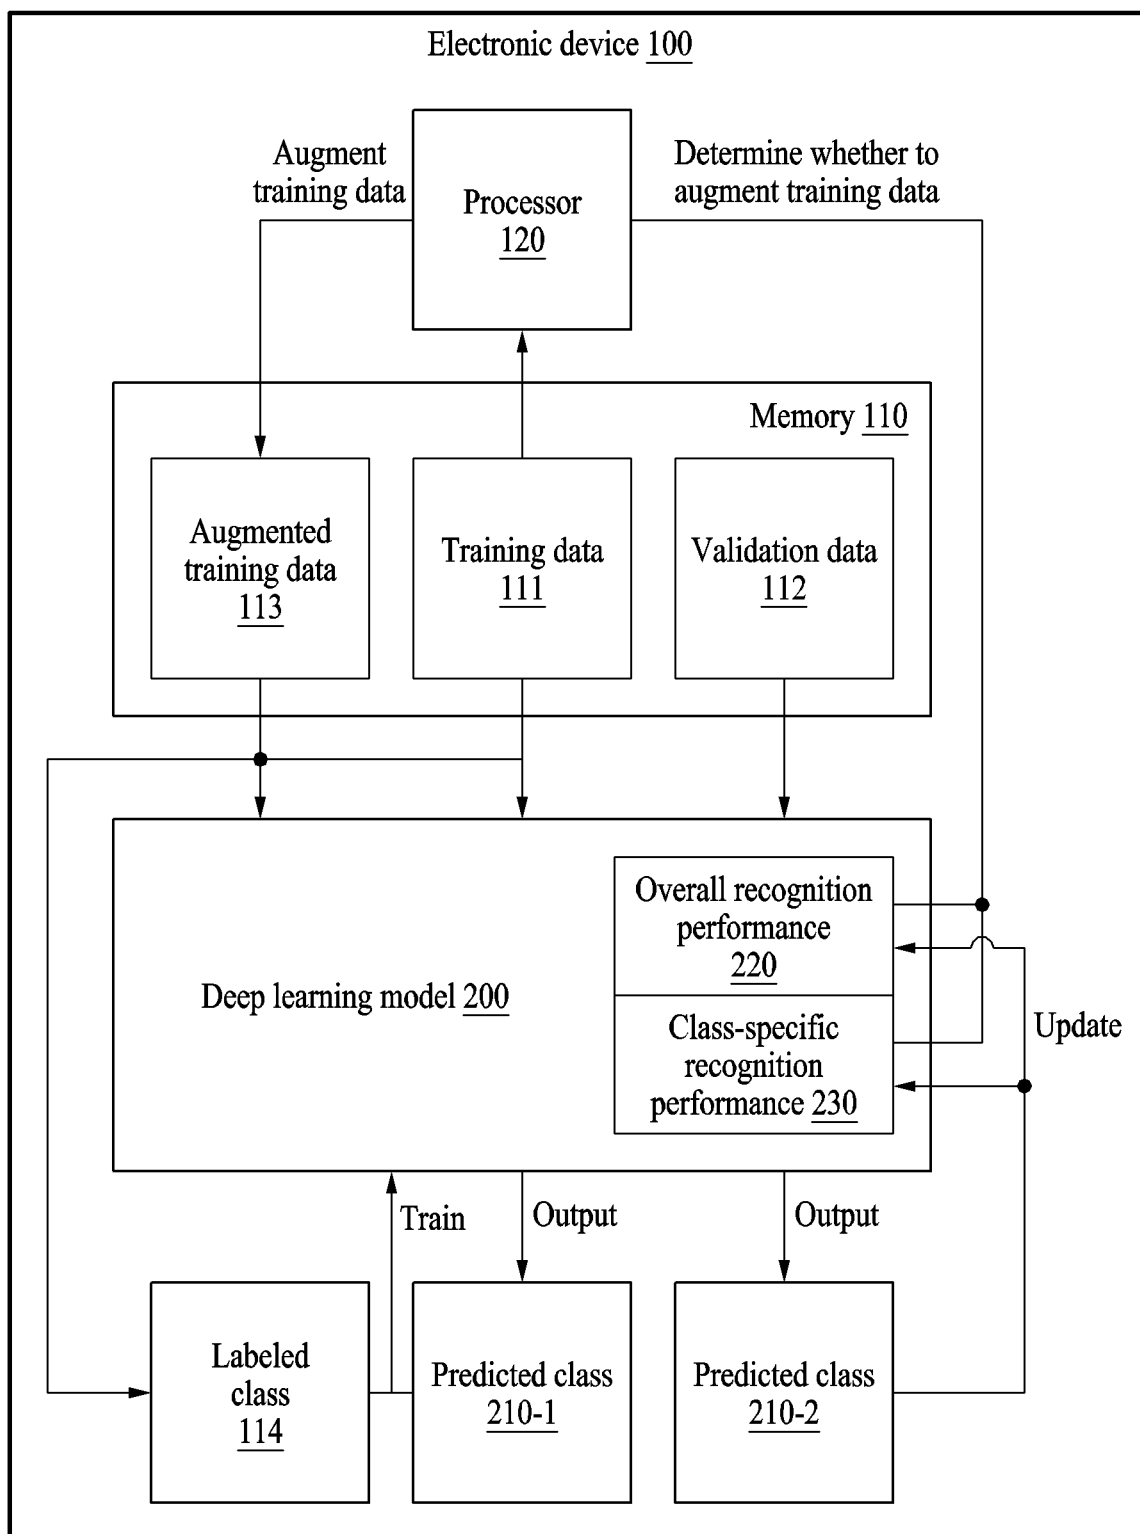 Electronic device 100
Augment
training data
Determine whether to
augment training data
Processor
120
Memory 110
Augmented
training data
113
Training data
111
Validation data
112
Overall recognition
performance
220
Deep learning model 200
Class-specific
recognition
performance 230
Update
Train
Output
Output
Labeled
class
114
Predicted class
210-1
Predicted class
210-2